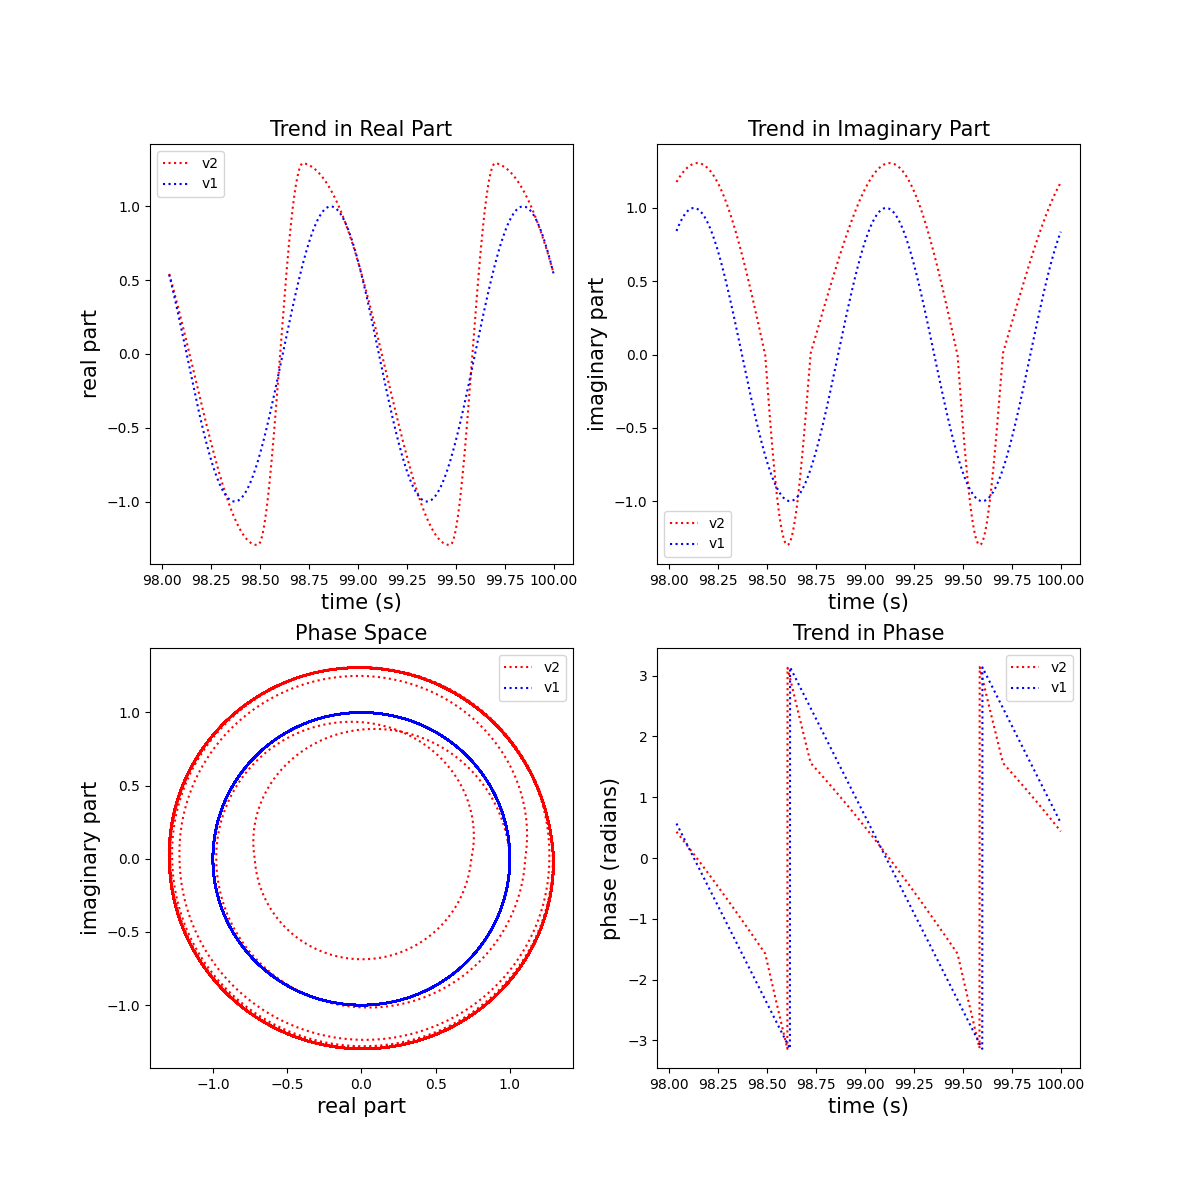 Trend in Real Part
v2
v1
1.0
0.5
0.0
−0.5
−1.0
real part
98.00 98.25 98.50 98.75 99.00 99.25 99.50 99.75 100.00
time (s)
Trend in Imaginary Part
1.0
0.5
0.0
−0.5
−1.0
imaginary part
v2
v1
98.00 98.25 98.50 98.75 99.00 99.25 99.50 99.75 100.00
time (s)
Phase Space
v2
v1
1.0
0.5
0.0
−0.5
−1.0
imaginary part
−1.0 −0.5 0.0 0.5 1.0
real part
Trend in Phase
v2
v1
3
2
1
0
−1
−2
−3
phase (radians)
98.00 98.25 98.50 98.75 99.00 99.25 99.50 99.75 100.00
time (s)